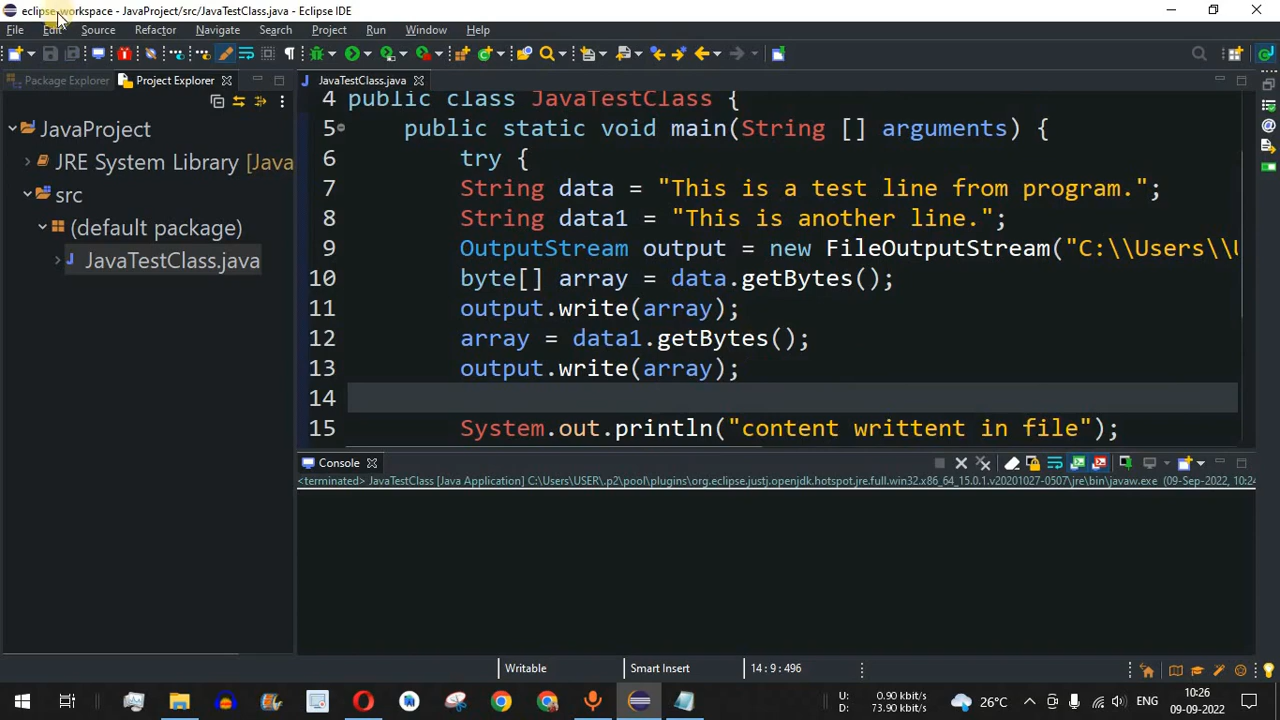 eclipse-workspace - JavaProject/src/JavaTestClass.java - Eclipse IDE
File Edit Source Refactor Navigate Search Project Run Window Help
Package Explorer Project Explorer JavaTestClass.java
4 public class JavaTestClass {
5 public static void main(String [] arguments) {
6 try {
7 String data = "This is a test line from program.";
8 String data1 = "This is another line.";
9 OutputStream output = new FileOutputStream("C:\\Users\\U
10 byte[] array = data.getBytes();
11 output.write(array);
12 array = data1.getBytes();
13 output.write(array);
14
15 System.out.println("content writtent in file");
JavaProject
JRE System Library [Java
src
(default package)
JavaTestClass.java
Console
<terminated> JavaTestClass [Java Application] C:\Users\USER\.p2\pool\plugins\org.eclipse.justj.openjdk.hotspot.jre.full.win32.x86_64_15.0.1.v20201027-0507\jre\bin\javaw.exe (09-Sep-2022, 10:24
Writable Smart Insert 14 : 9 : 496
U: 0.90 kbit/s
D: 73.90 kbit/s
26°C ENG
10:26
09-09-2022